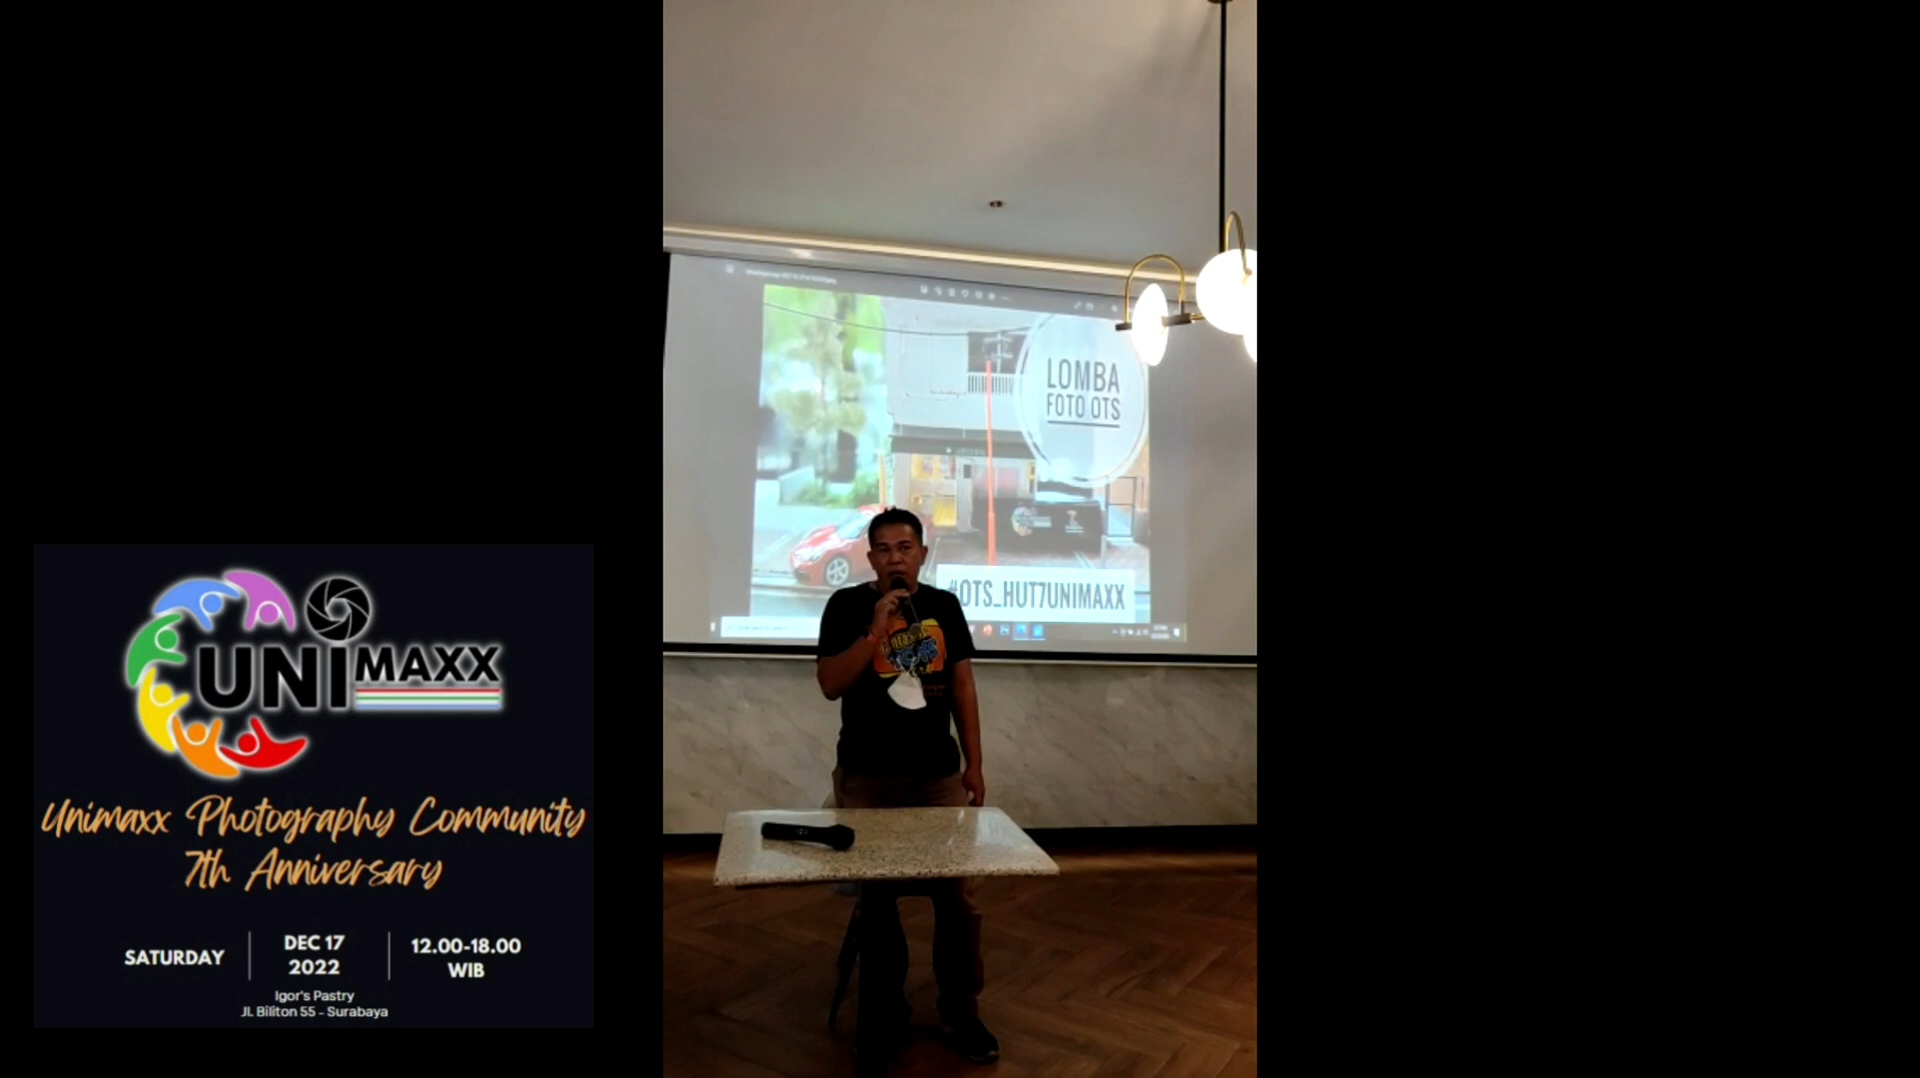 LOMBA
FOTO OTS
#OTS_HUT7UNIMAXX
UNIMAXX
Unimaxx Photography Community
7th Anniversary
SATURDAY
DEC 17
2022
12.00-18.00
WIB
Igor's Pastry
Jl. Biliton 55 - Surabaya